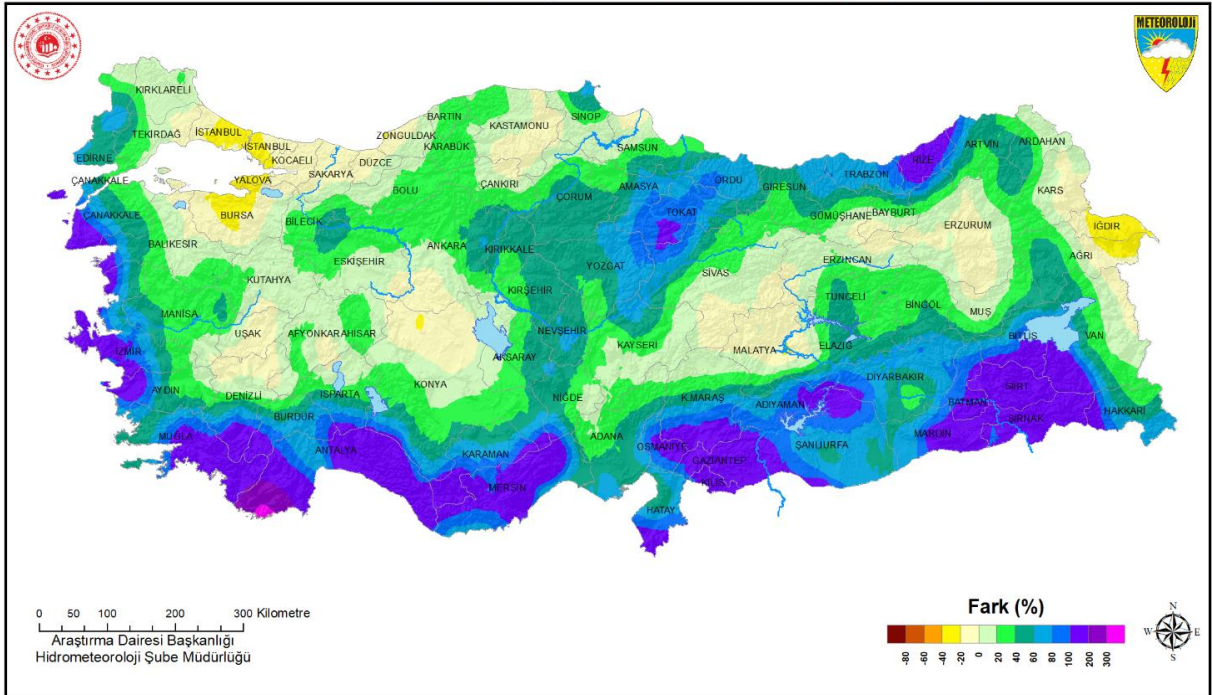 METEOROLOJİ
KIRKLARELİ
TEKİRDAĞ
İSTANBUL
İSTANBUL
KOCAELİ
EDİRNE
ÇANAKKALE
YALOVA
SAKARYA
DÜZCE
ZONGULDAK
BARTIN
KARABÜK
KASTAMONU
SİNOP
SAMSUN
ÇANKIRI
BOLU
ÇORUM
AMASYA
ORDU
GİRESUN
TRABZON
RİZE
ARTVİN
ARDAHAN
KARS
IĞDIR
AĞRI
ÇANAKKALE
BURSA
BİLECİK
BALIKESİR
ESKİŞEHİR
ANKARA
KIRIKKALE
TOKAT
GÜMÜŞHANE
BAYBURT
ERZURUM
ERZİNCAN
SİVAS
YOZGAT
KUTAHYA
KIRŞEHİR
MANİSA
UŞAK
AFYONKARAHİSAR
NEVŞEHİR
KAYSERİ
TUNCELİ
BİNGÖL
MUŞ
İZMİR
AKSARAY
MALATYA
ELAZIĞ
BİTLİS
VAN
AYDIN
DENİZLİ
ISPARTA
KONYA
NİĞDE
K.MARAŞ
ADIYAMAN
DİYARBAKIR
BATMAN
SİİRT
ŞIRNAK
HAKKARİ
BURDUR
MUĞLA
ANTALYA
KARAMAN
ADANA
OSMANİYE
GAZİANTEP
ŞANLIURFA
MARDİN
MERSİN
KİLİS
HATAY
0 50 100 200 300 Kilometre
Araştırma Dairesi Başkanlığı
Hidrometeoroloji Şube Müdürlüğü
Fark (%)
-80 -60 -40 -20 0 20 40 60 80 100 200 300
N
W E
S